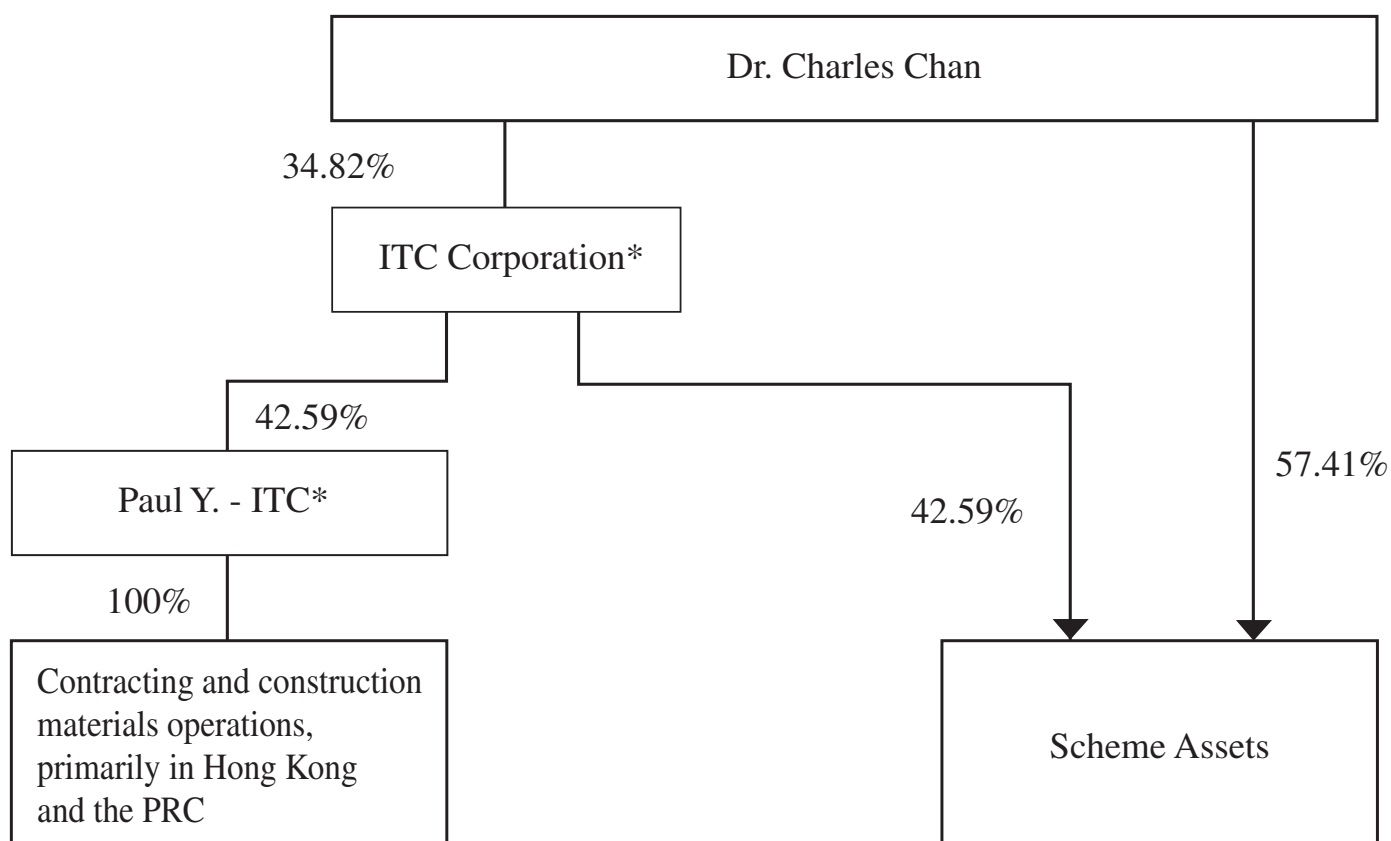 Dr. Charles Chan
34.82%
ITC Corporation*
42.59%
Paul Y. - ITC*
57.41%
42.59%
100%
Contracting and construction
materials operations,
primarily in Hong Kong
and the PRC
Scheme Assets